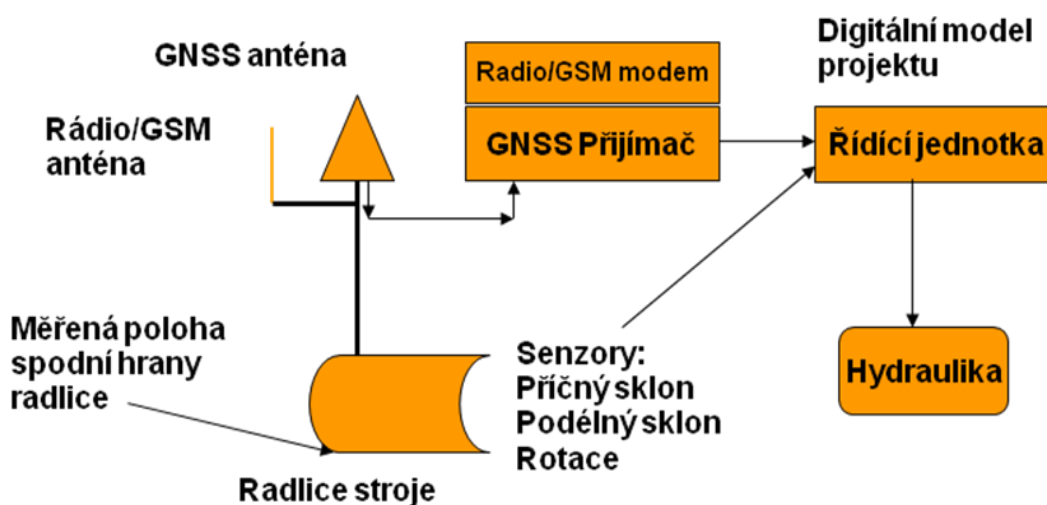 GNSS anténa
Rádio/GSM
anténa
Radio/GSM modem
GNSS Přijímač
Digitální model
projektu
Řídící jednotka
Měřená poloha
spodní hrany
radlice
Senzory:
Příčný sklon
Podélný sklon
Rotace
Hydraulika
Radlice stroje